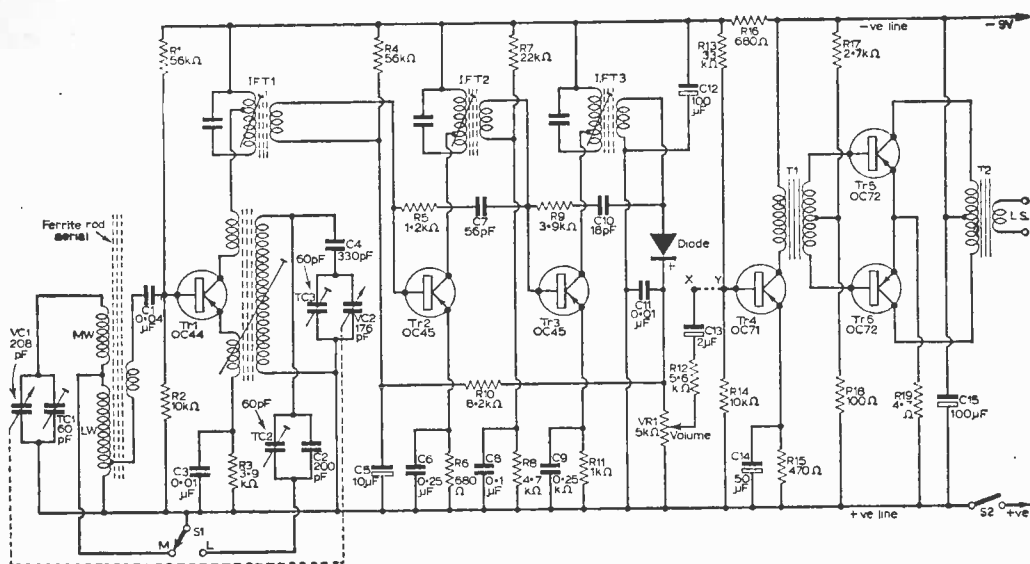 R1
56kΩ
R4
56kΩ
R7
22kΩ
R13
33
kΩ
R16
680Ω
-ve line
- 9V
R17
2•7kΩ
IFT1
IFT2
IFT3
C12
100
µF
Ferrite rod
aerial
C1
0•04
µF
Tr1
OC44
C4
330pF
60pF
TC3
VC2
176
pF
R5
1•2kΩ
C7
56pF
R9
3•9kΩ
C10
18pF
Diode
+
Tr2
OC45
Tr3
OC45
C11
0•01
µF
X
Y
C13
2µF
Tr4
OC71
T1
Tr5
OC72
Tr6
OC72
T2
LS
VC1
208
pF
MW
LW
TC1
60
pF
R2
10kΩ
C3
0•01
µF
R3
3•9
kΩ
60pF
TC2
C2
200
pF
C5
10µF
R10
8•2kΩ
C6
0•25
µF
R6
680
Ω
C8
0•1
µF
R8
4•7
kΩ
C9
0•25
kΩ
R11
1kΩ
VR1
5kΩ
Volume
R12
5•6
kΩ
R14
10kΩ
C14
50
µF
R15
470Ω
R18
100Ω
R19
C15
100µF
S1
M
L
+ve line
S2
+ve